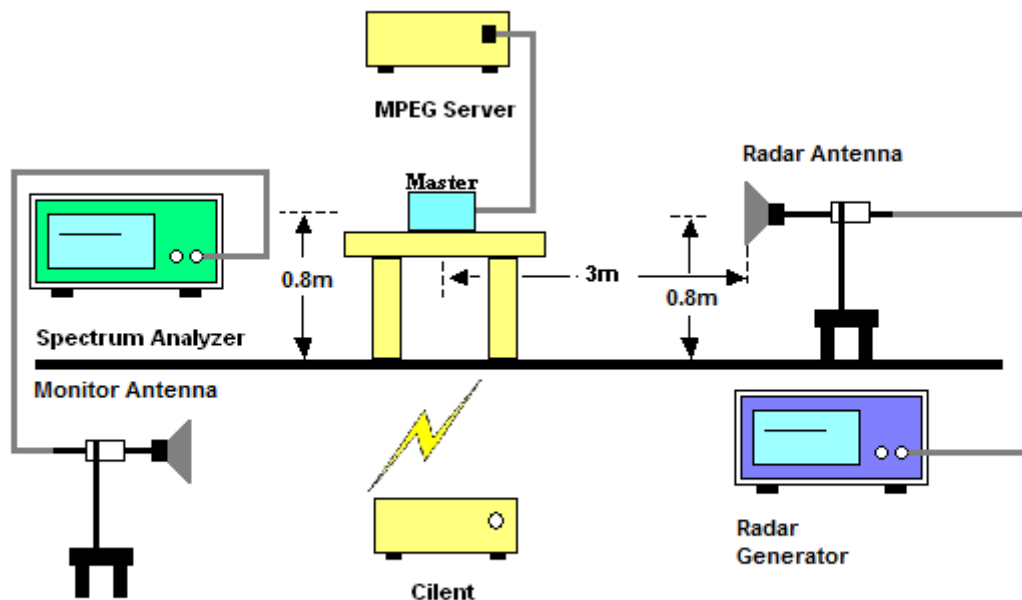 MPEG Server
Radar Antenna
Master
3m
0.8m
0.8m
Spectrum Analyzer
Monitor Antenna
Radar
Generator
Cilent